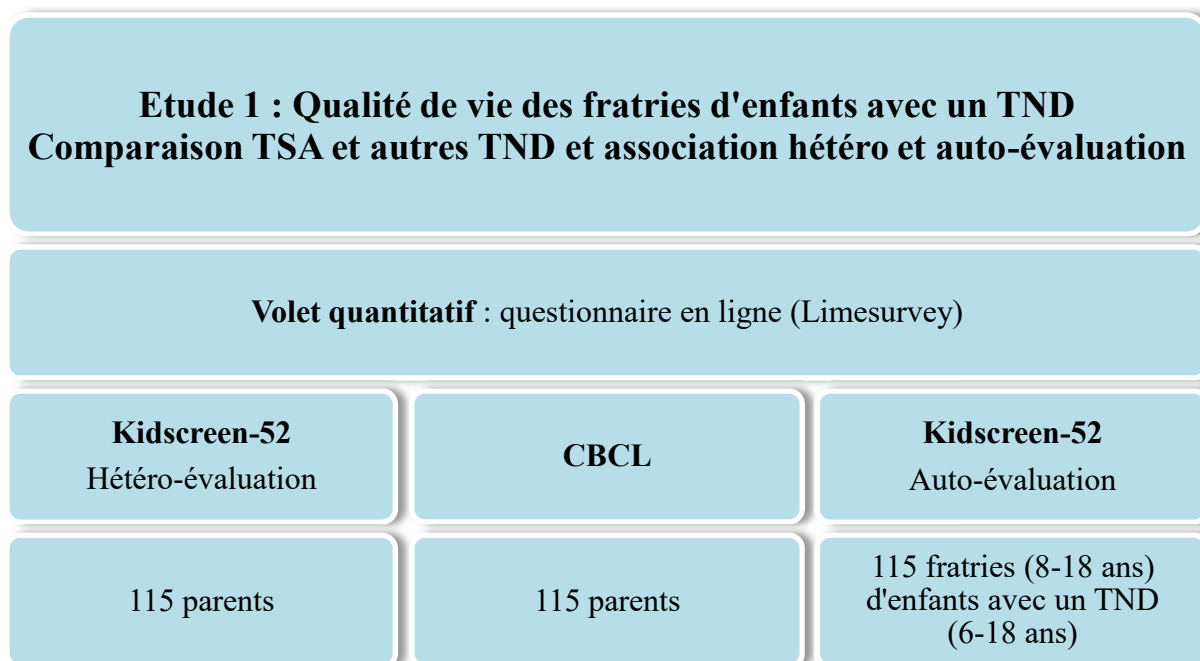 Etude 1 : Qualité de vie des fratries d'enfants avec un TND
Comparaison TSA et autres TND et association hétéro et auto-évaluation
Volet quantitatif : questionnaire en ligne (Limesurvey)
Kidscreen-52
Hétéro-évaluation
CBCL
Kidscreen-52
Auto-évaluation
115 parents
115 parents
115 fratries (8-18 ans)
d'enfants avec un TND
(6-18 ans)